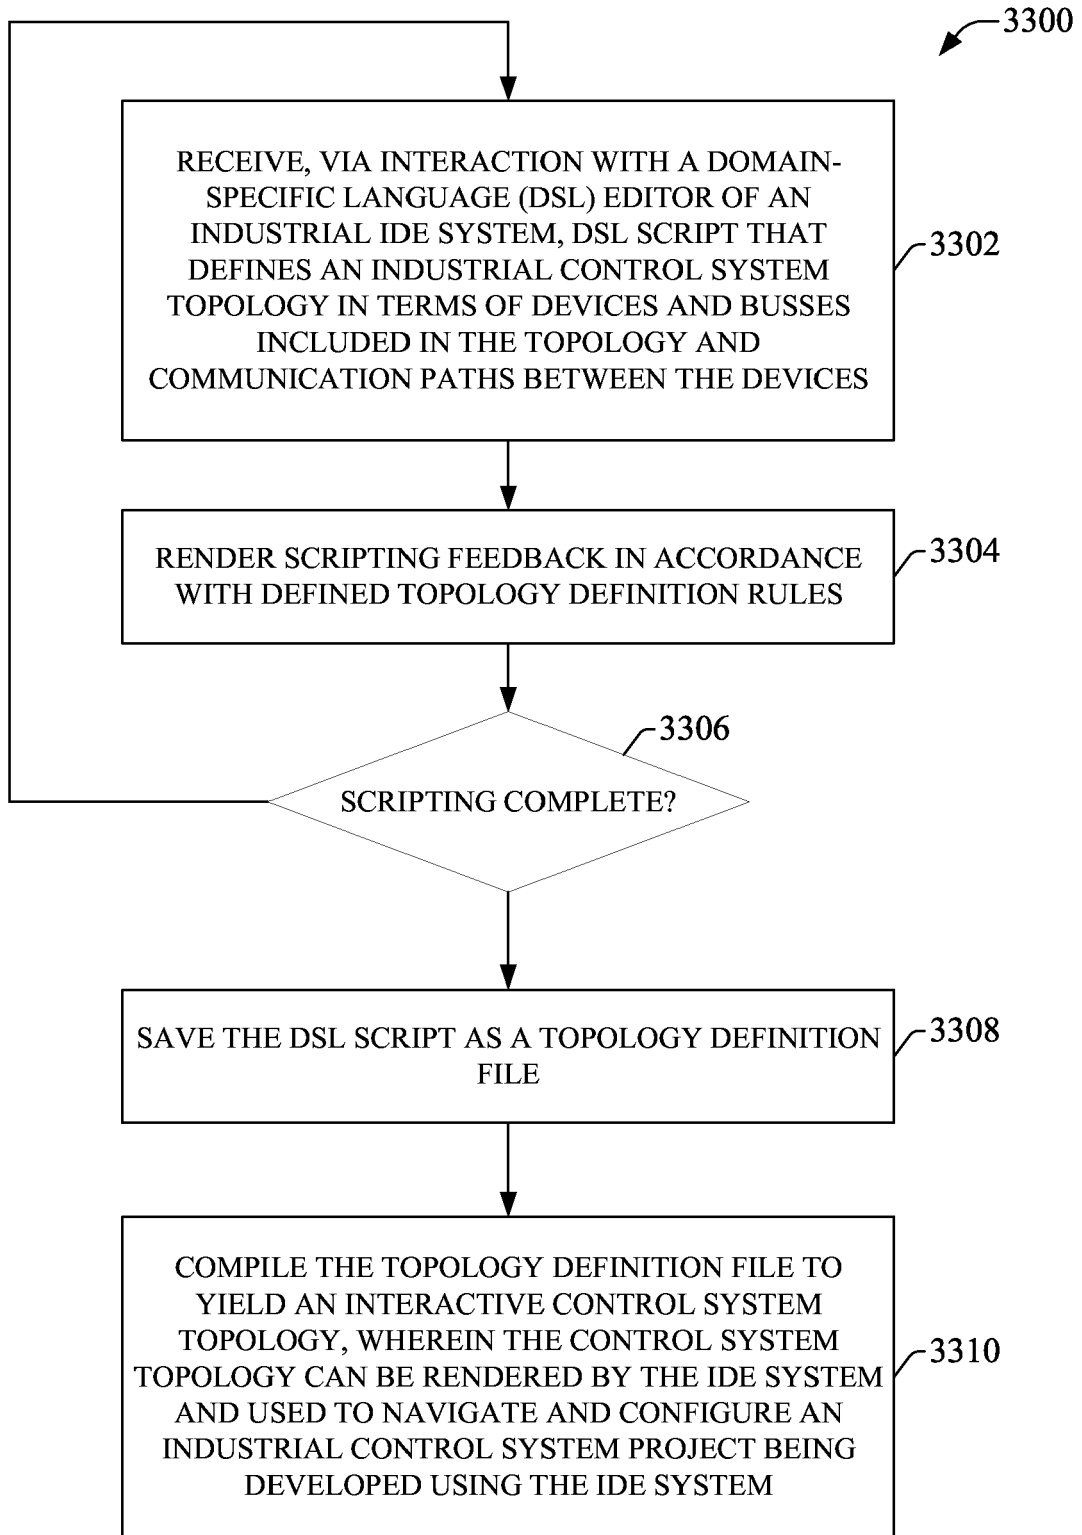 3300
RECEIVE, VIA INTERACTION WITH A DOMAIN-
SPECIFIC LANGUAGE (DSL) EDITOR OF AN
INDUSTRIAL IDE SYSTEM, DSL SCRIPT THAT
DEFINES AN INDUSTRIAL CONTROL SYSTEM
TOPOLOGY IN TERMS OF DEVICES AND BUSSES
INCLUDED IN THE TOPOLOGY AND
COMMUNICATION PATHS BETWEEN THE DEVICES
3302
RENDER SCRIPTING FEEDBACK IN ACCORDANCE
WITH DEFINED TOPOLOGY DEFINITION RULES
3304
SCRIPTING COMPLETE?
3306
SAVE THE DSL SCRIPT AS A TOPOLOGY DEFINITION
FILE
3308
COMPILE THE TOPOLOGY DEFINITION FILE TO
YIELD AN INTERACTIVE CONTROL SYSTEM
TOPOLOGY, WHEREIN THE CONTROL SYSTEM
TOPOLOGY CAN BE RENDERED BY THE IDE SYSTEM
AND USED TO NAVIGATE AND CONFIGURE AN
INDUSTRIAL CONTROL SYSTEM PROJECT BEING
DEVELOPED USING THE IDE SYSTEM
3310